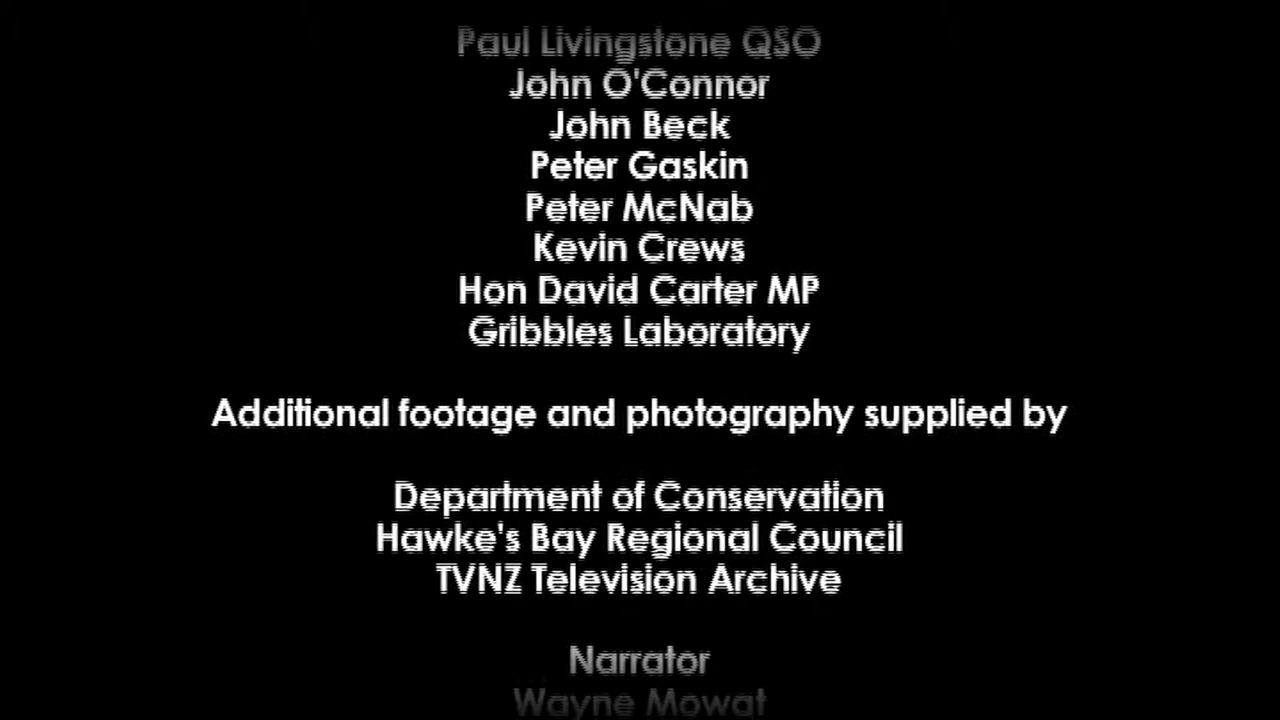 Paul Livingstone QSO
John O'Connor
John Beck
Peter Gaskin
Peter McNab
Kevin Crews
Hon David Carter MP
Gribbles Laboratory
Additional footage and photography supplied by
Department of Conservation
Hawke's Bay Regional Council
TVNZ Television Archive
Narrator
Wayne Mowat